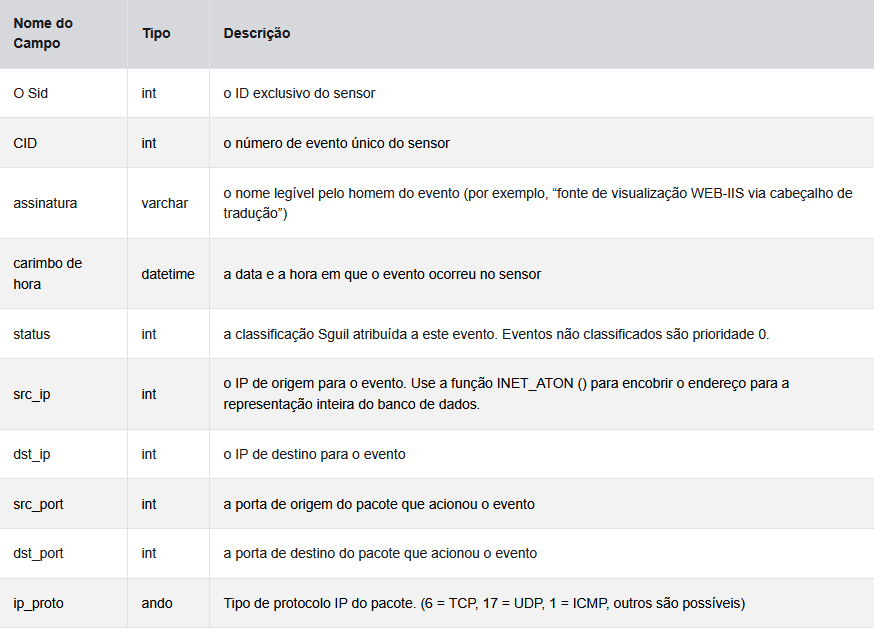 Nome do
Campo
Tipo
Descrição
O Sid
int
o ID exclusivo do sensor
CID
int
o número de evento único do sensor
assinatura
varchar
o nome legível pelo homem do evento (por exemplo, “fonte de visualização WEB-IIS via cabeçalho de
tradução”)
carimbo de
hora
datetime
a data e a hora em que o evento ocorreu no sensor
status
int
a classificação Sguil atribuída a este evento. Eventos não classificados são prioridade 0.
src_ip
int
o IP de origem para o evento. Use a função INET_ATON () para encobrir o endereço para a
representação inteira do banco de dados.
dst_ip
int
o IP de destino para o evento
src_port
int
a porta de origem do pacote que acionou o evento
dst_port
int
a porta de destino do pacote que acionou o evento
ip_proto
ando
Tipo de protocolo IP do pacote. (6 = TCP, 17 = UDP, 1 = ICMP, outros são possíveis)